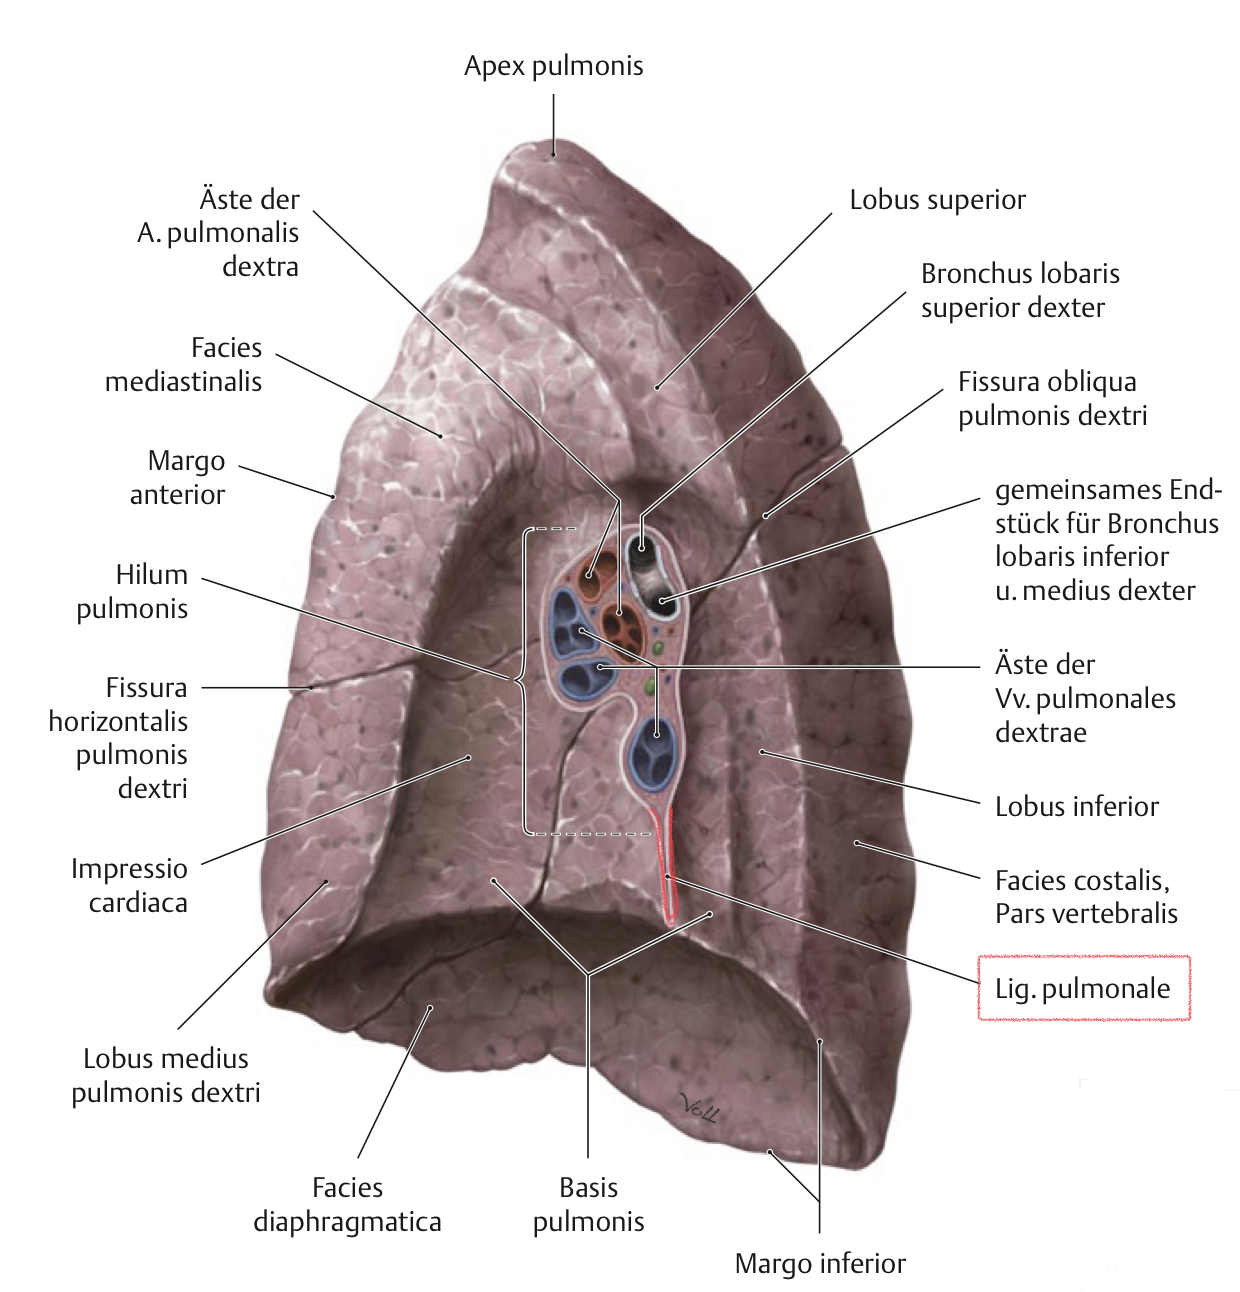 Apex pulmonis
Äste der
A. pulmonalis
dextra
Facies
mediastinalis
Margo
anterior
Hilum
pulmonis
Fissura
horizontalis
pulmonis
dextri
Impressio
cardiaca
Lobus medius
pulmonis dextri
Facies
diaphragmatica
Basis
pulmonis
Margo inferior
Lobus superior
Bronchus lobaris
superior dexter
Fissura obliqua
pulmonis dextri
gemeinsames End-
stück für Bronchus
lobaris inferior
u. medius dexter
Äste der
Vv. pulmonales
dextrae
Lobus inferior
Facies costalis,
Pars vertebralis
Lig. pulmonale
Voll